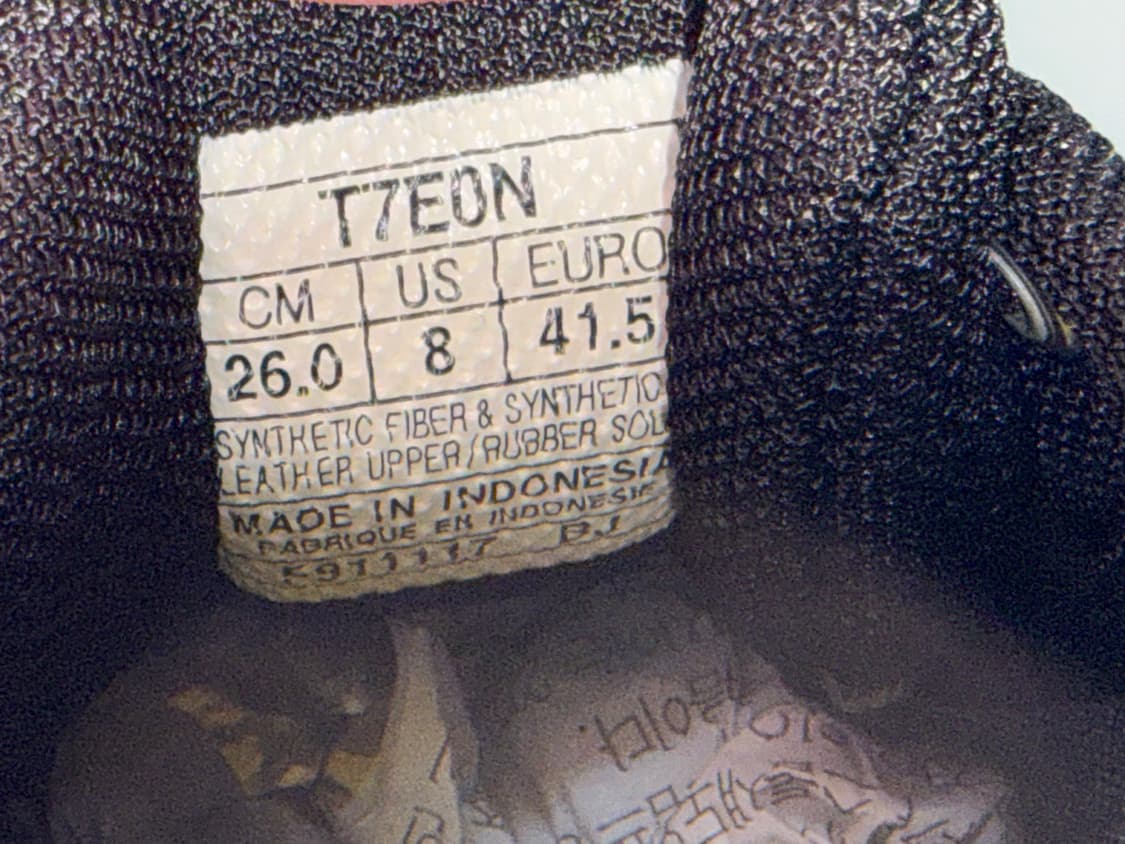 T7E0N
CM US EURO
26.0 8 41.5
SYNTHETIC FIBER & SYNTHETIC
LEATHER UPPER/RUBBER SOL
MADE IN INDONESIA
FABRIQUE EN INDONESIE